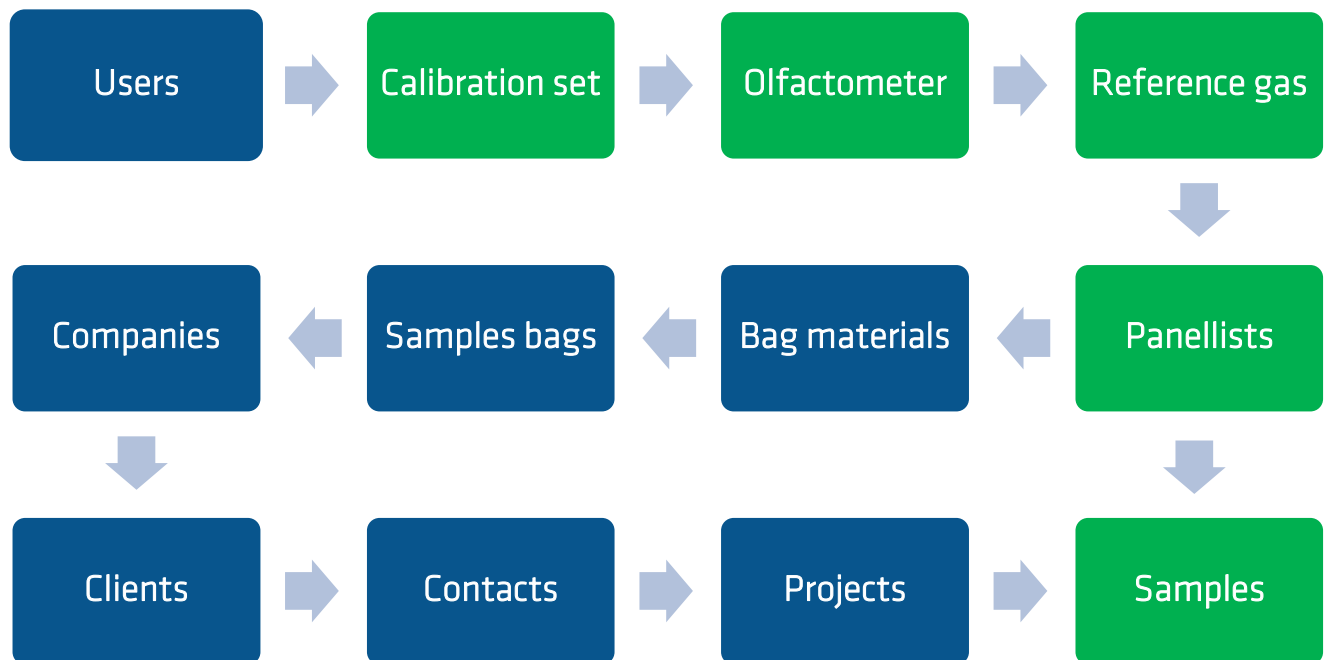 Users
Calibration set
Olfactometer
Reference gas
Companies
Samples bags
Bag materials
Panellists
Clients
Contacts
Projects
Samples